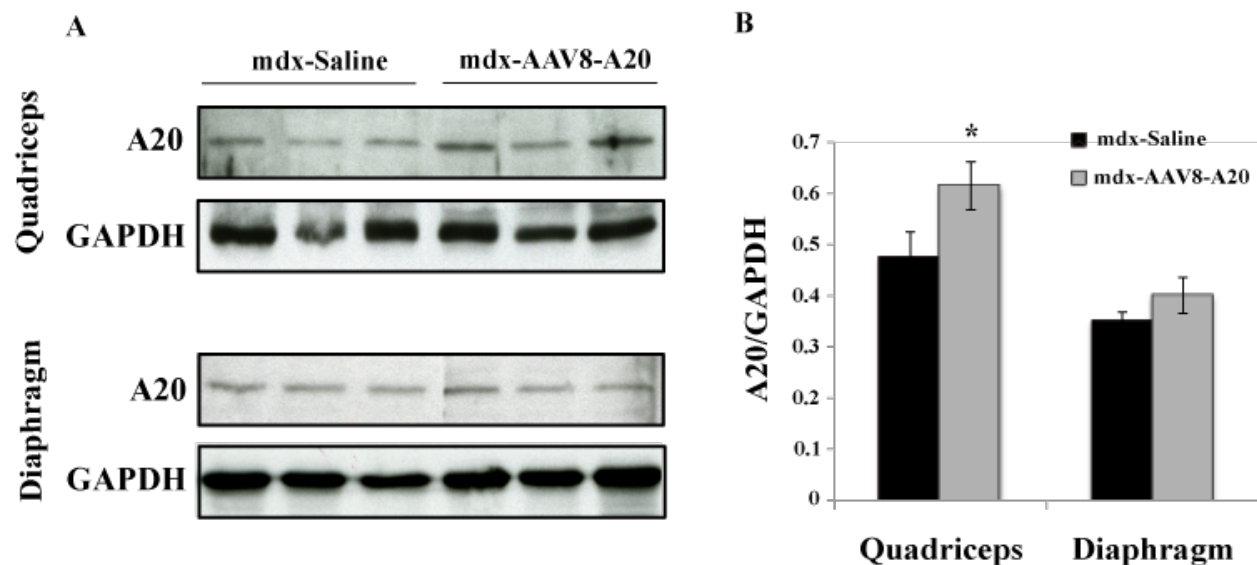 A
mdx-Saline mdx-AAV8-A20
Quadriceps
A20
GAPDH
Diaphragm
A20
GAPDH
B
*
mdx-Saline
mdx-AAV8-A20
A20/GAPDH
0.7
0.6
0.5
0.4
0.3
0.2
0.1
0
Quadriceps Diaphragm